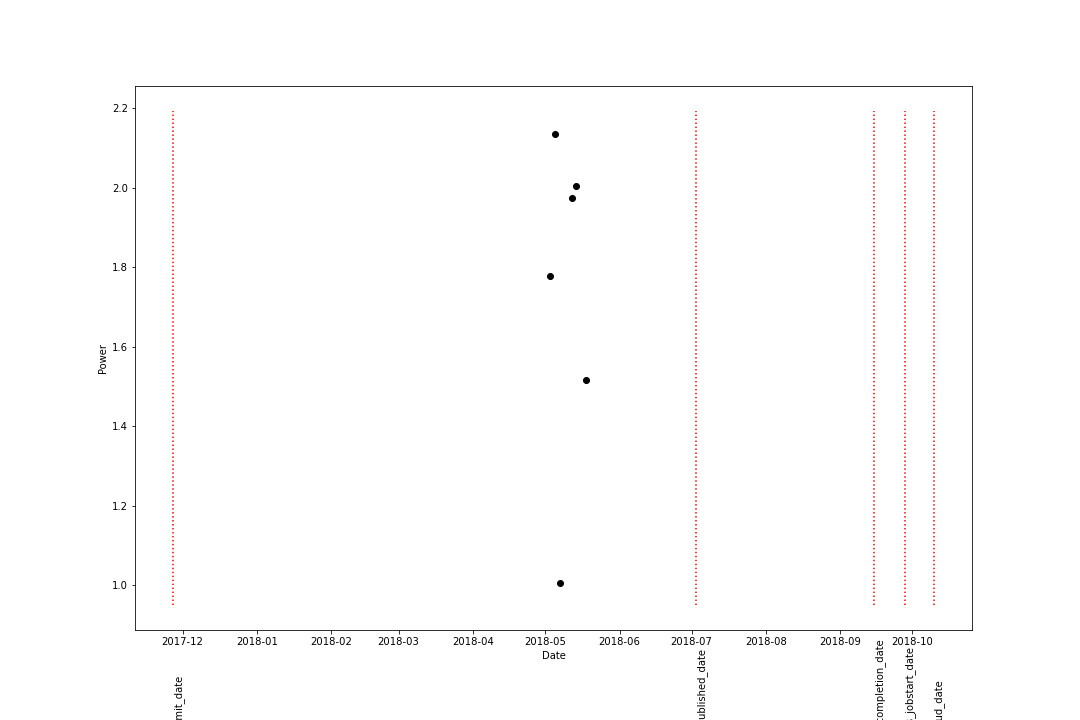 2.2
2.0
1.8
1.6
1.4
1.2
1.0
Power
2017-12
2018-01
2018-02
2018-03
2018-04
2018-05
2018-06
2018-07
2018-08
2018-09
2018-10
Date
mit_date
ublished_date
completion_date
_jobstart_date
ud_date